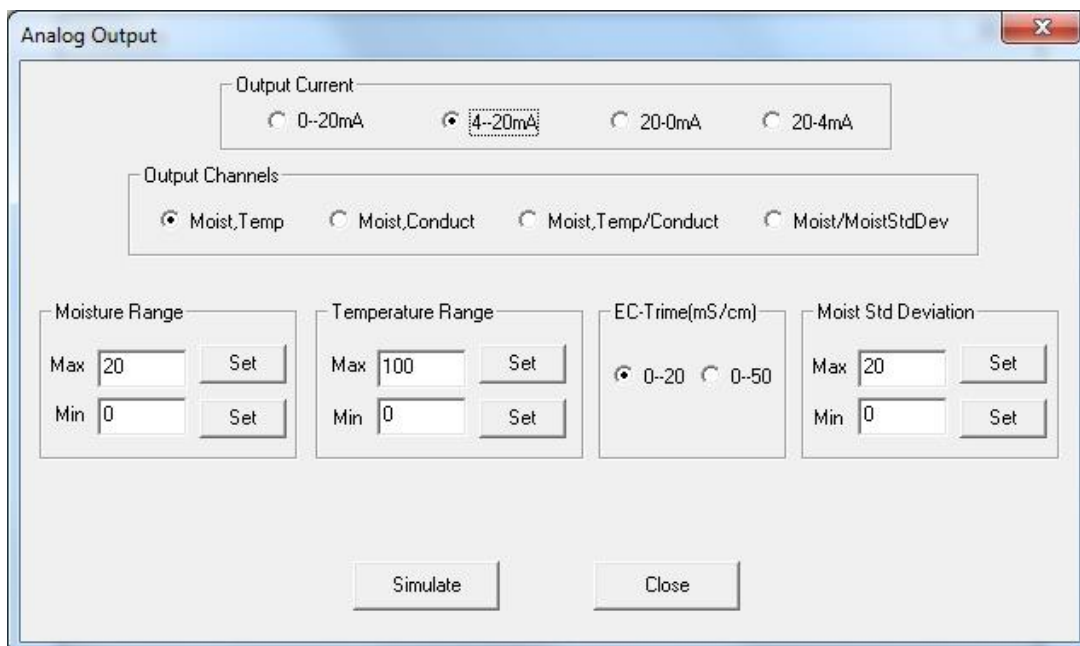 Analog Output
Output Current
0--20mA 4--20mA 20-0mA 20-4mA
Output Channels
Moist,Temp Moist,Conduct Moist,Temp/Conduct Moist/MoistStdDev
Moisture Range
Max 20 Set
Min 0 Set
Temperature Range
Max 100 Set
Min 0 Set
EC-Trime(mS/cm)
0--20 0--50
Moist Std Deviation
Max 20 Set
Min 0 Set
Simulate Close